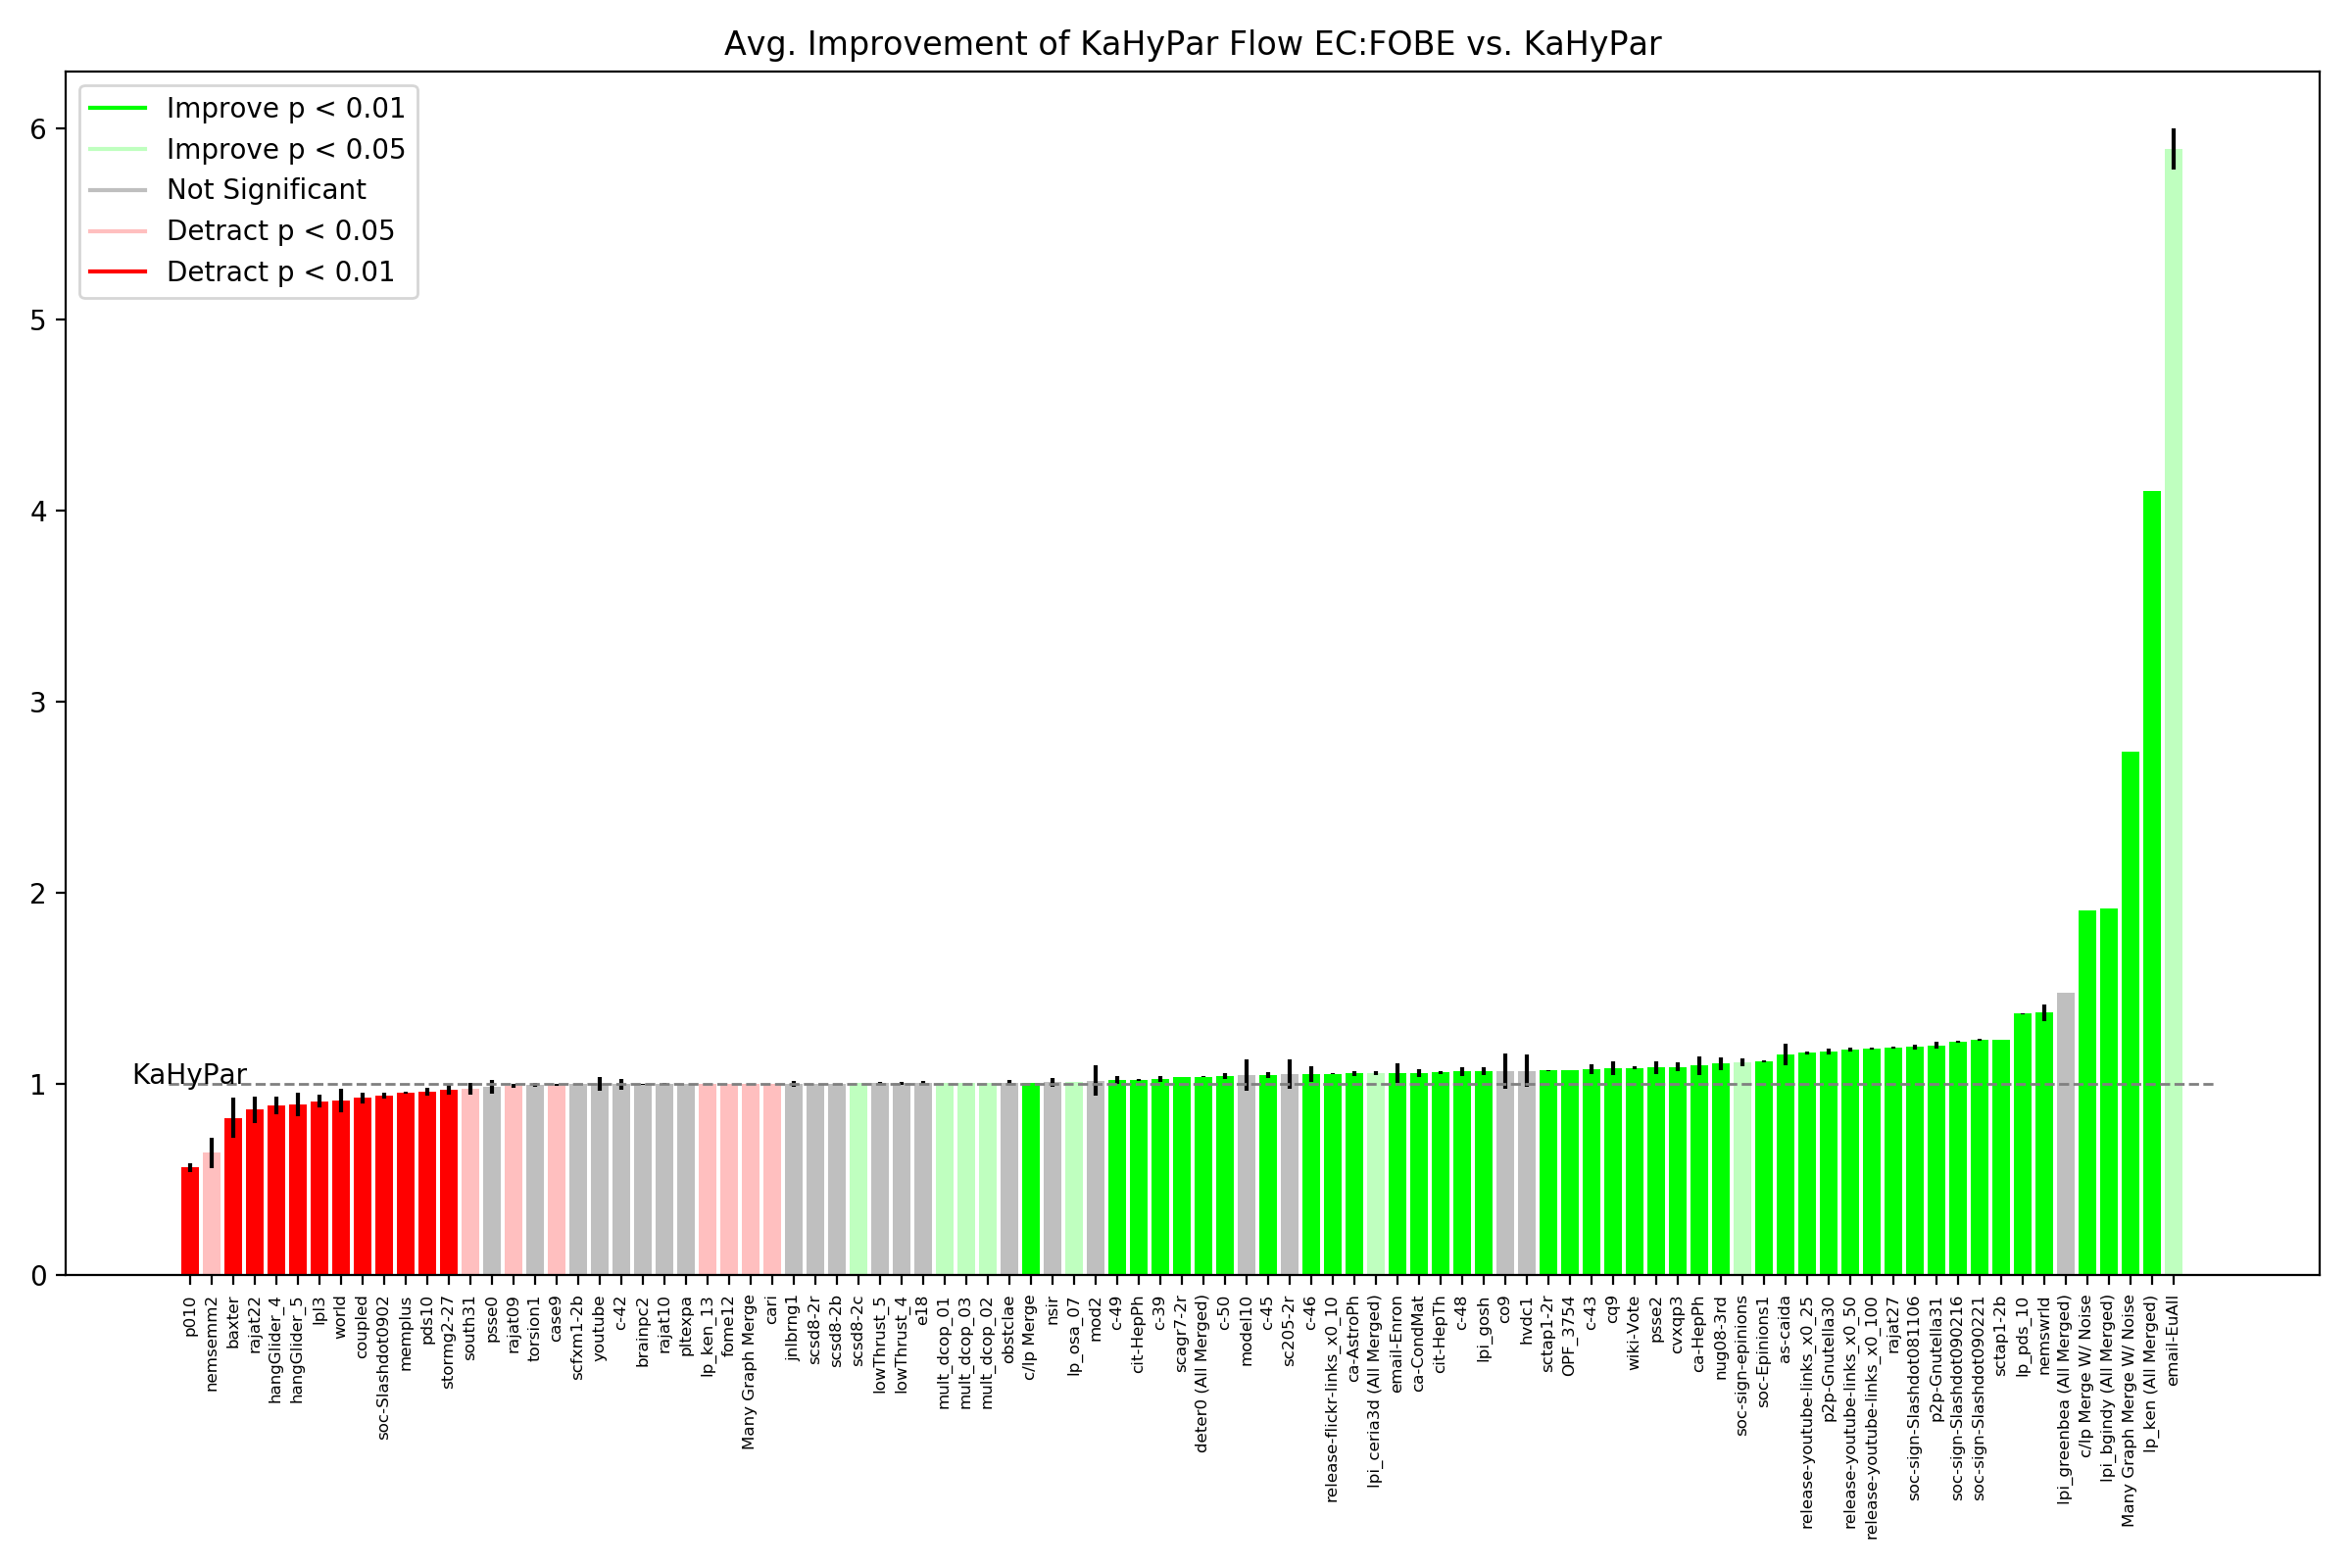 Avg. Improvement of KaHyPar Flow EC:FOBE vs. KaHyPar
Improve p < 0.01
Improve p < 0.05
Not Significant
Detract p < 0.05
Detract p < 0.01
6
5
4
3
2
1
0
KaHyPar
p010
nemsemm2
baxter
rajat22
hangGlider_4
hangGlider_5
lpl3
world
coupled
soc-Slashdot0902
memplus
pds10
stormg2-27
south31
psse0
rajat09
torsion1
case9
scfxm1-2b
youtube
c-42
brainpc2
rajat10
pltexpa
lp_ken_13
fome12
Many Graph Merge
cari
jnlbrng1
scsd8-2r
scsd8-2b
scsd8-2c
lowThrust_5
lowThrust_4
e18
mult_dcop_01
mult_dcop_03
mult_dcop_02
obstclae
c/lp Merge
nsir
lp_osa_07
mod2
c-49
cit-HepPh
c-39
scagr7-2r
deter0 (All Merged)
c-50
model10
c-45
sc205-2r
c-46
release-flickr-links_x0_10
ca-AstroPh
lpi_ceria3d (All Merged)
email-Enron
ca-CondMat
cit-HepTh
c-48
lpi_gosh
co9
hvdc1
sctap1-2r
OPF_3754
c-43
cq9
wiki-Vote
psse2
cvxqp3
ca-HepPh
nug08-3rd
soc-sign-epinions
soc-Epinions1
as-caida
release-youtube-links_x0_25
p2p-Gnutella30
release-youtube-links_x0_50
release-youtube-links_x0_100
rajat27
soc-sign-Slashdot081106
p2p-Gnutella31
soc-sign-Slashdot090216
soc-sign-Slashdot090221
sctap1-2b
lp_pds_10
nemswrld
lpi_greenbea (All Merged)
c/lp Merge W/ Noise
lpi_bgindy (All Merged)
Many Graph Merge W/ Noise
lp_ken (All Merged)
email-EuAll